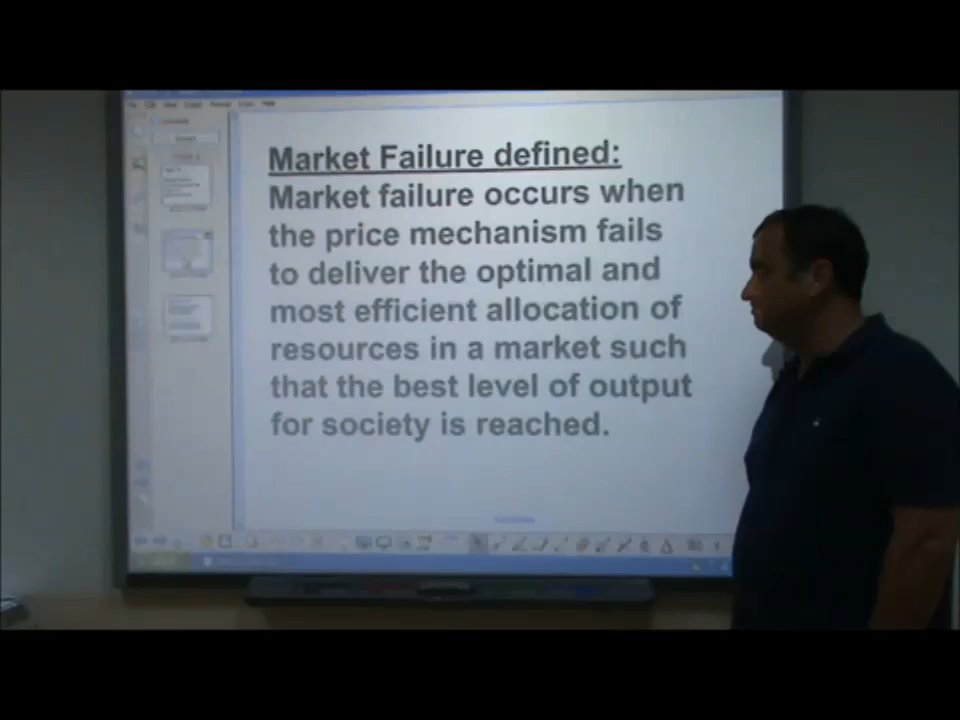 Market Failure defined:
Market failure occurs when
the price mechanism fails
to deliver the optimal and
most efficient allocation of
resources in a market such
that the best level of output
for society is reached.